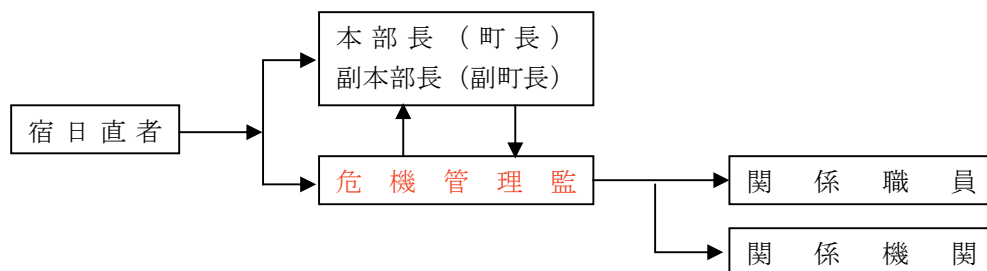 本部長（町長）
副本部長（副町長）
宿日直者
危機管理監
関係職員
関係機関